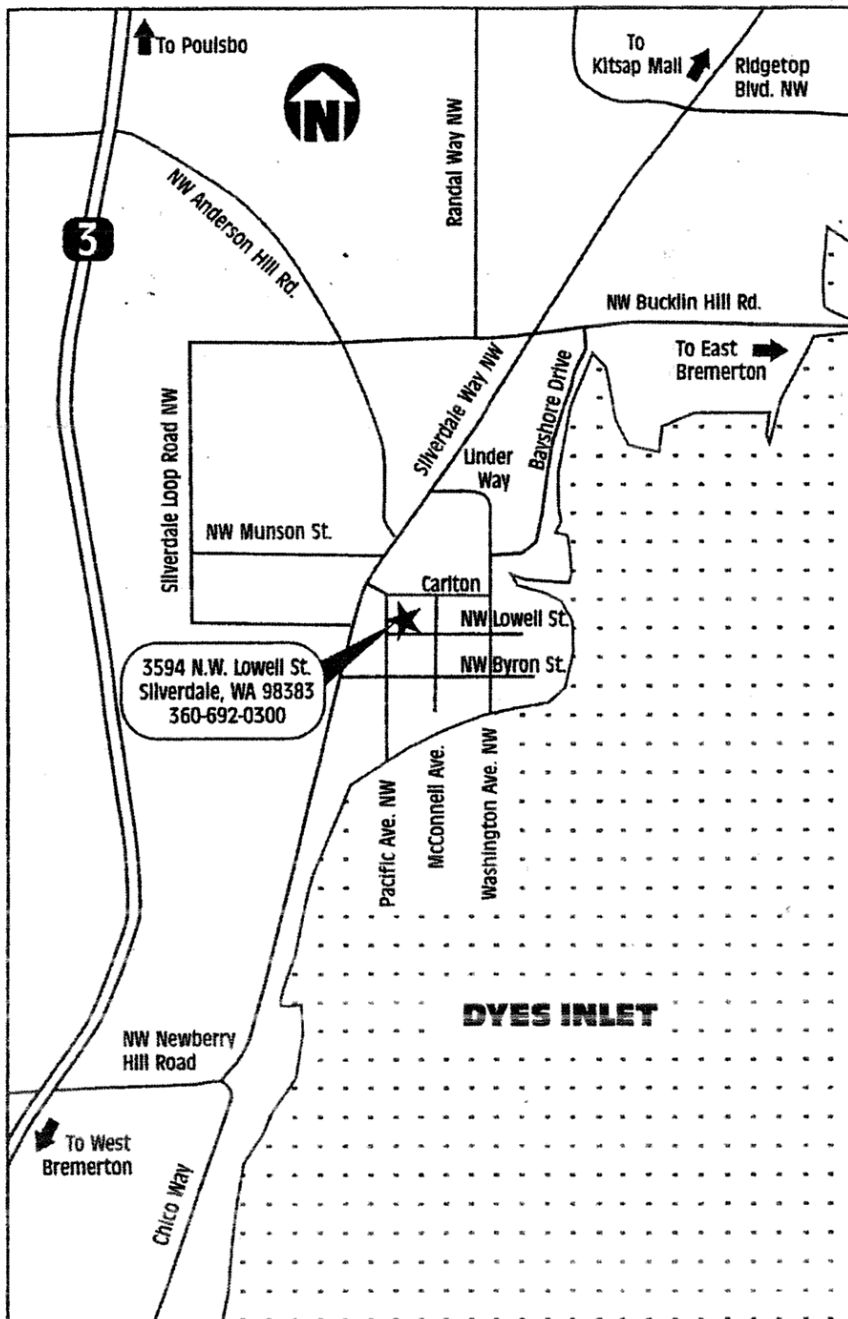 To Poulsbo
To
Kitsap Mall
Ridgetop
Blvd. NW
N
Randal Way NW
NW Anderson Hill Rd.
3
NW Bucklin Hill Rd.
To East
Bremerton
Silverdale Way NW
Bayshore Drive
Linder
Way
Silverdale Loop Road NW
NW Munson St.
Carlton
NW Lowell St.
NW Byron St.
3594 N.W. Lowell St.
Silverdale, WA 98383
360-692-0300
Pacific Ave. NW
McConnell Ave.
Washington Ave. NW
DYES INLET
NW Newberry
Hill Road
To West
Bremerton
Chico Way